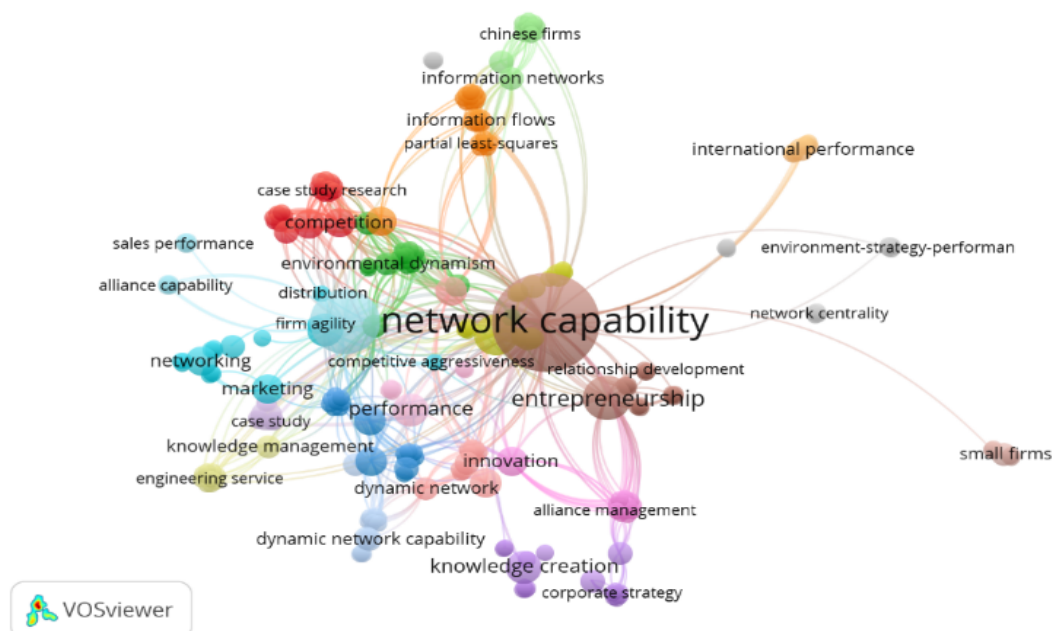 chinese firms
information networks
information flows
partial least-squares
international performance
case study research
competition
sales performance
environment-strategy-performan
environmental dynamism
alliance capability
distribution
network centrality
firm agility
network capability
networking
competitive aggressiveness
relationship development
marketing
entrepreneurship
performance
case study
knowledge management
small firms
innovation
engineering service
dynamic network
alliance management
dynamic network capability
knowledge creation
corporate strategy
VOSviewer